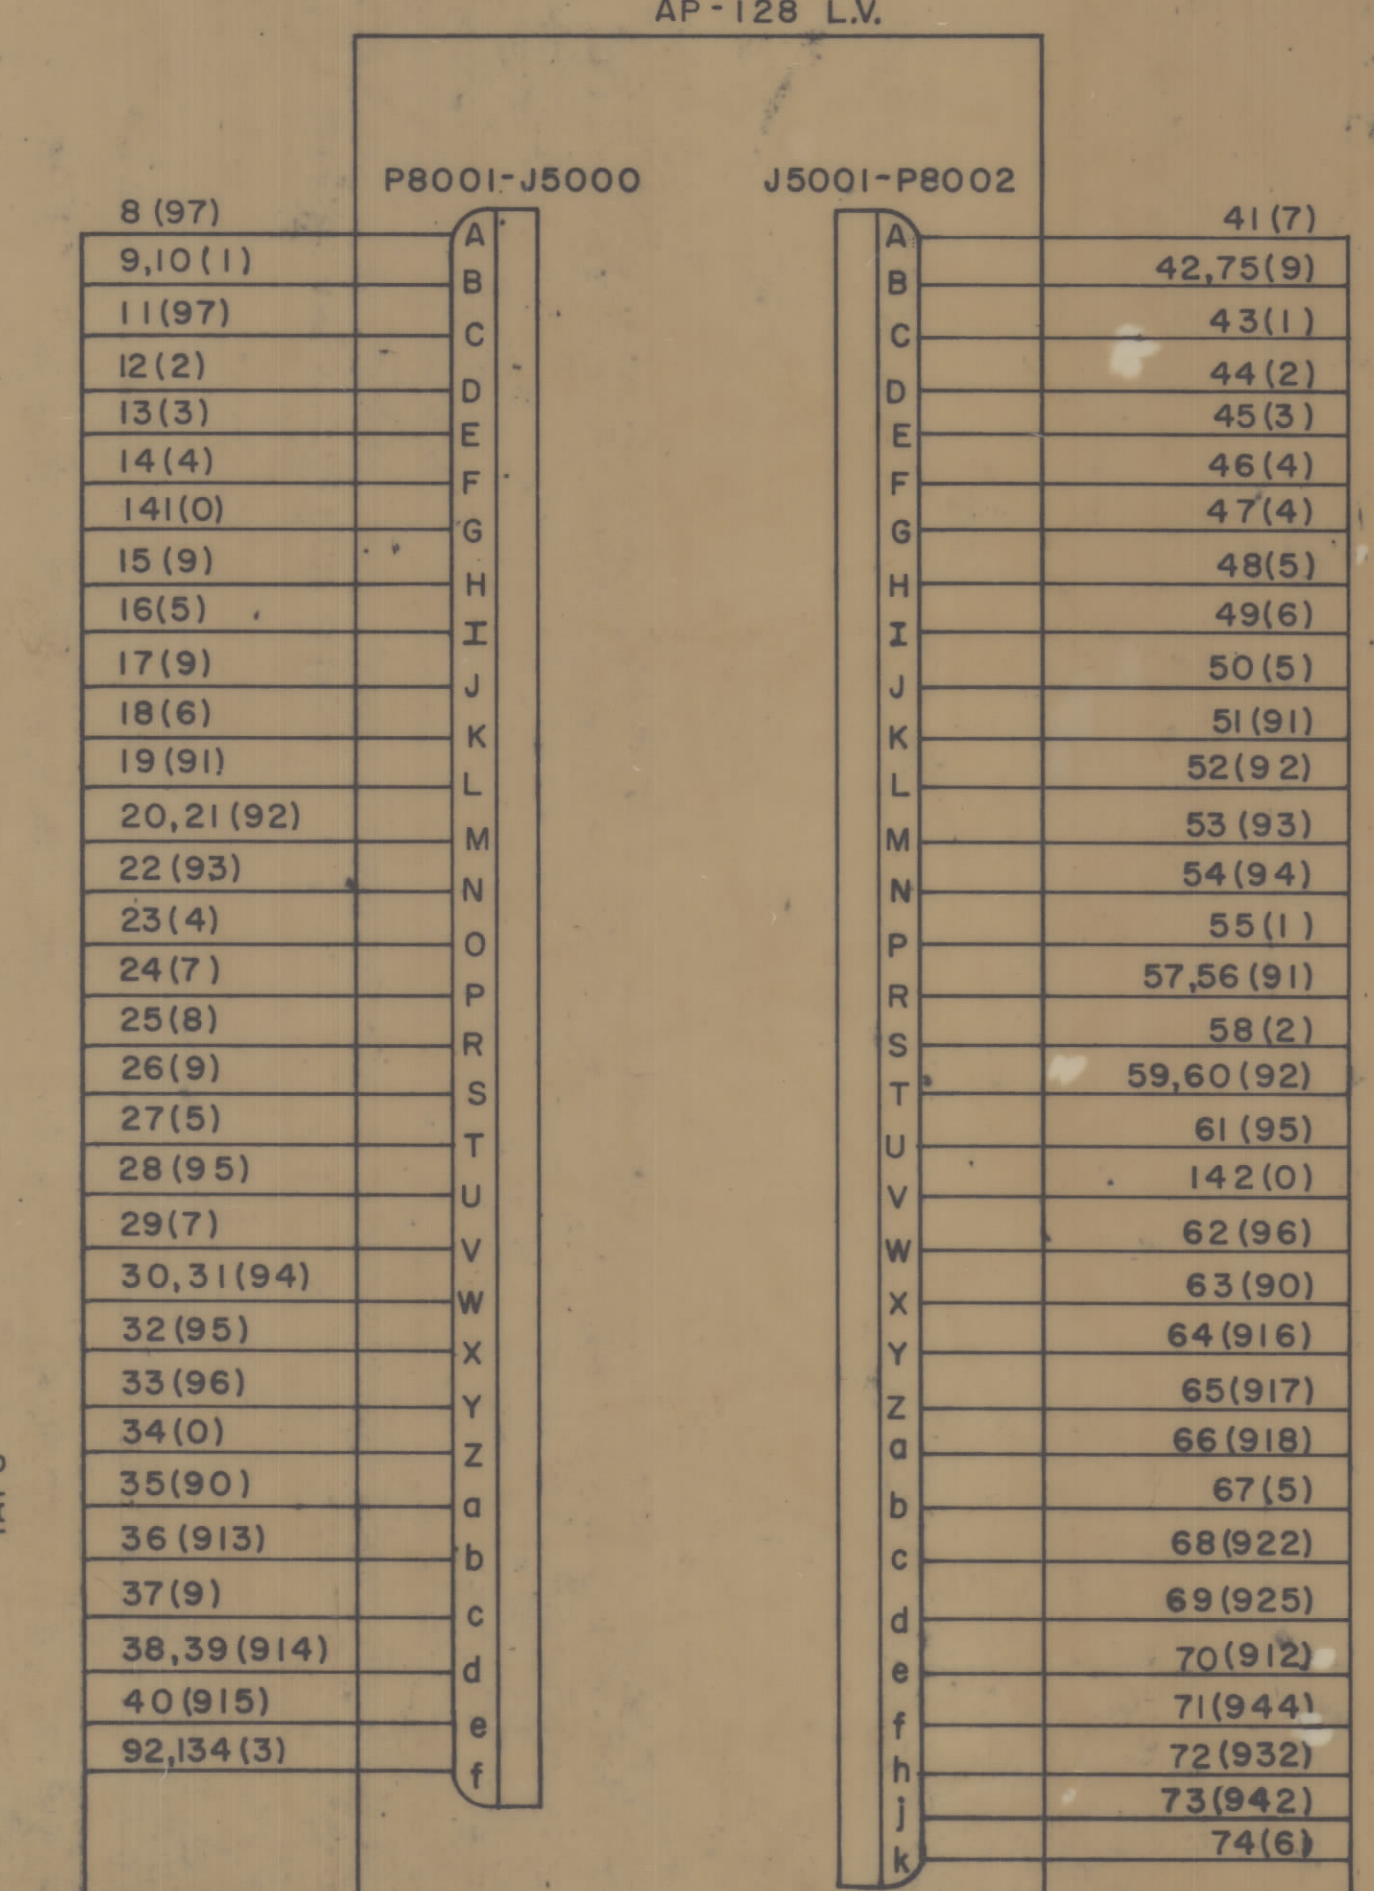 AP-128 L.V.
P8001-J5000
8 (97) A
9,10(1) B
11(97) C
12(2) D
13(3) E
14(4) F
141(0) G
15(9) H
16(5) I
17(9) J
18(6) K
19(91) L
20,21(92) M
22(93) N
23(4) O
24(7) P
25(8) R
26(9) S
27(5) T
28(95) U
29(7) V
30,31(94) W
32(95) X
33(96) Y
34(0) Z
35(90) a
36(913) b
37(9) c
38,39(914) d
40(915) e
92,134(3) f
J5001-P8002
A 41(7)
B 42,75(9)
C 43(1)
D 44(2)
E 45(3)
F 46(4)
G 47(4)
H 48(5)
I 49(6)
J 50(5)
K 51(91)
L 52(92)
M 53(93)
N 54(94)
P 55(1)
R 57,56(91)
S 58(2)
T 59,60(92)
U 61(95)
V 142(0)
W 62(96)
X 63(90)
Y 64(916)
Z 65(917)
a 66(918)
b 67(5)
c 68(922)
d 69(925)
e 70(912)
f 71(944)
h 72(932)
j 73(942)
k 74(6)